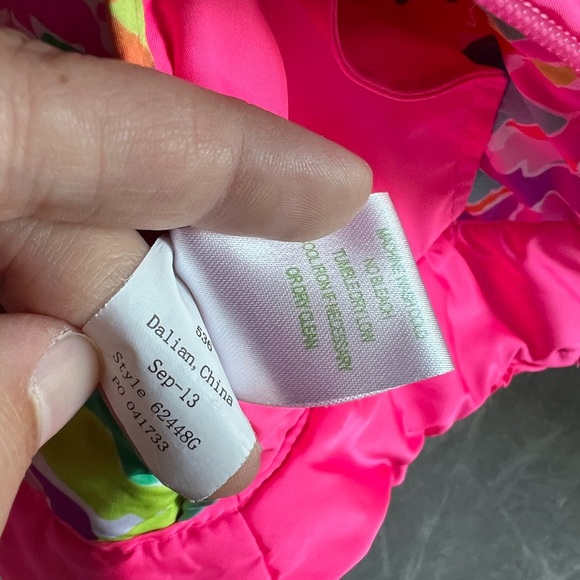 536
Dalian, China
Sep-13
Style 62448G
PO 041733
MACHINE WASH COLD
NO BLEACH
TUMBLE DRY LOW
COOL IRON IF NECESSARY
OR DRY CLEAN